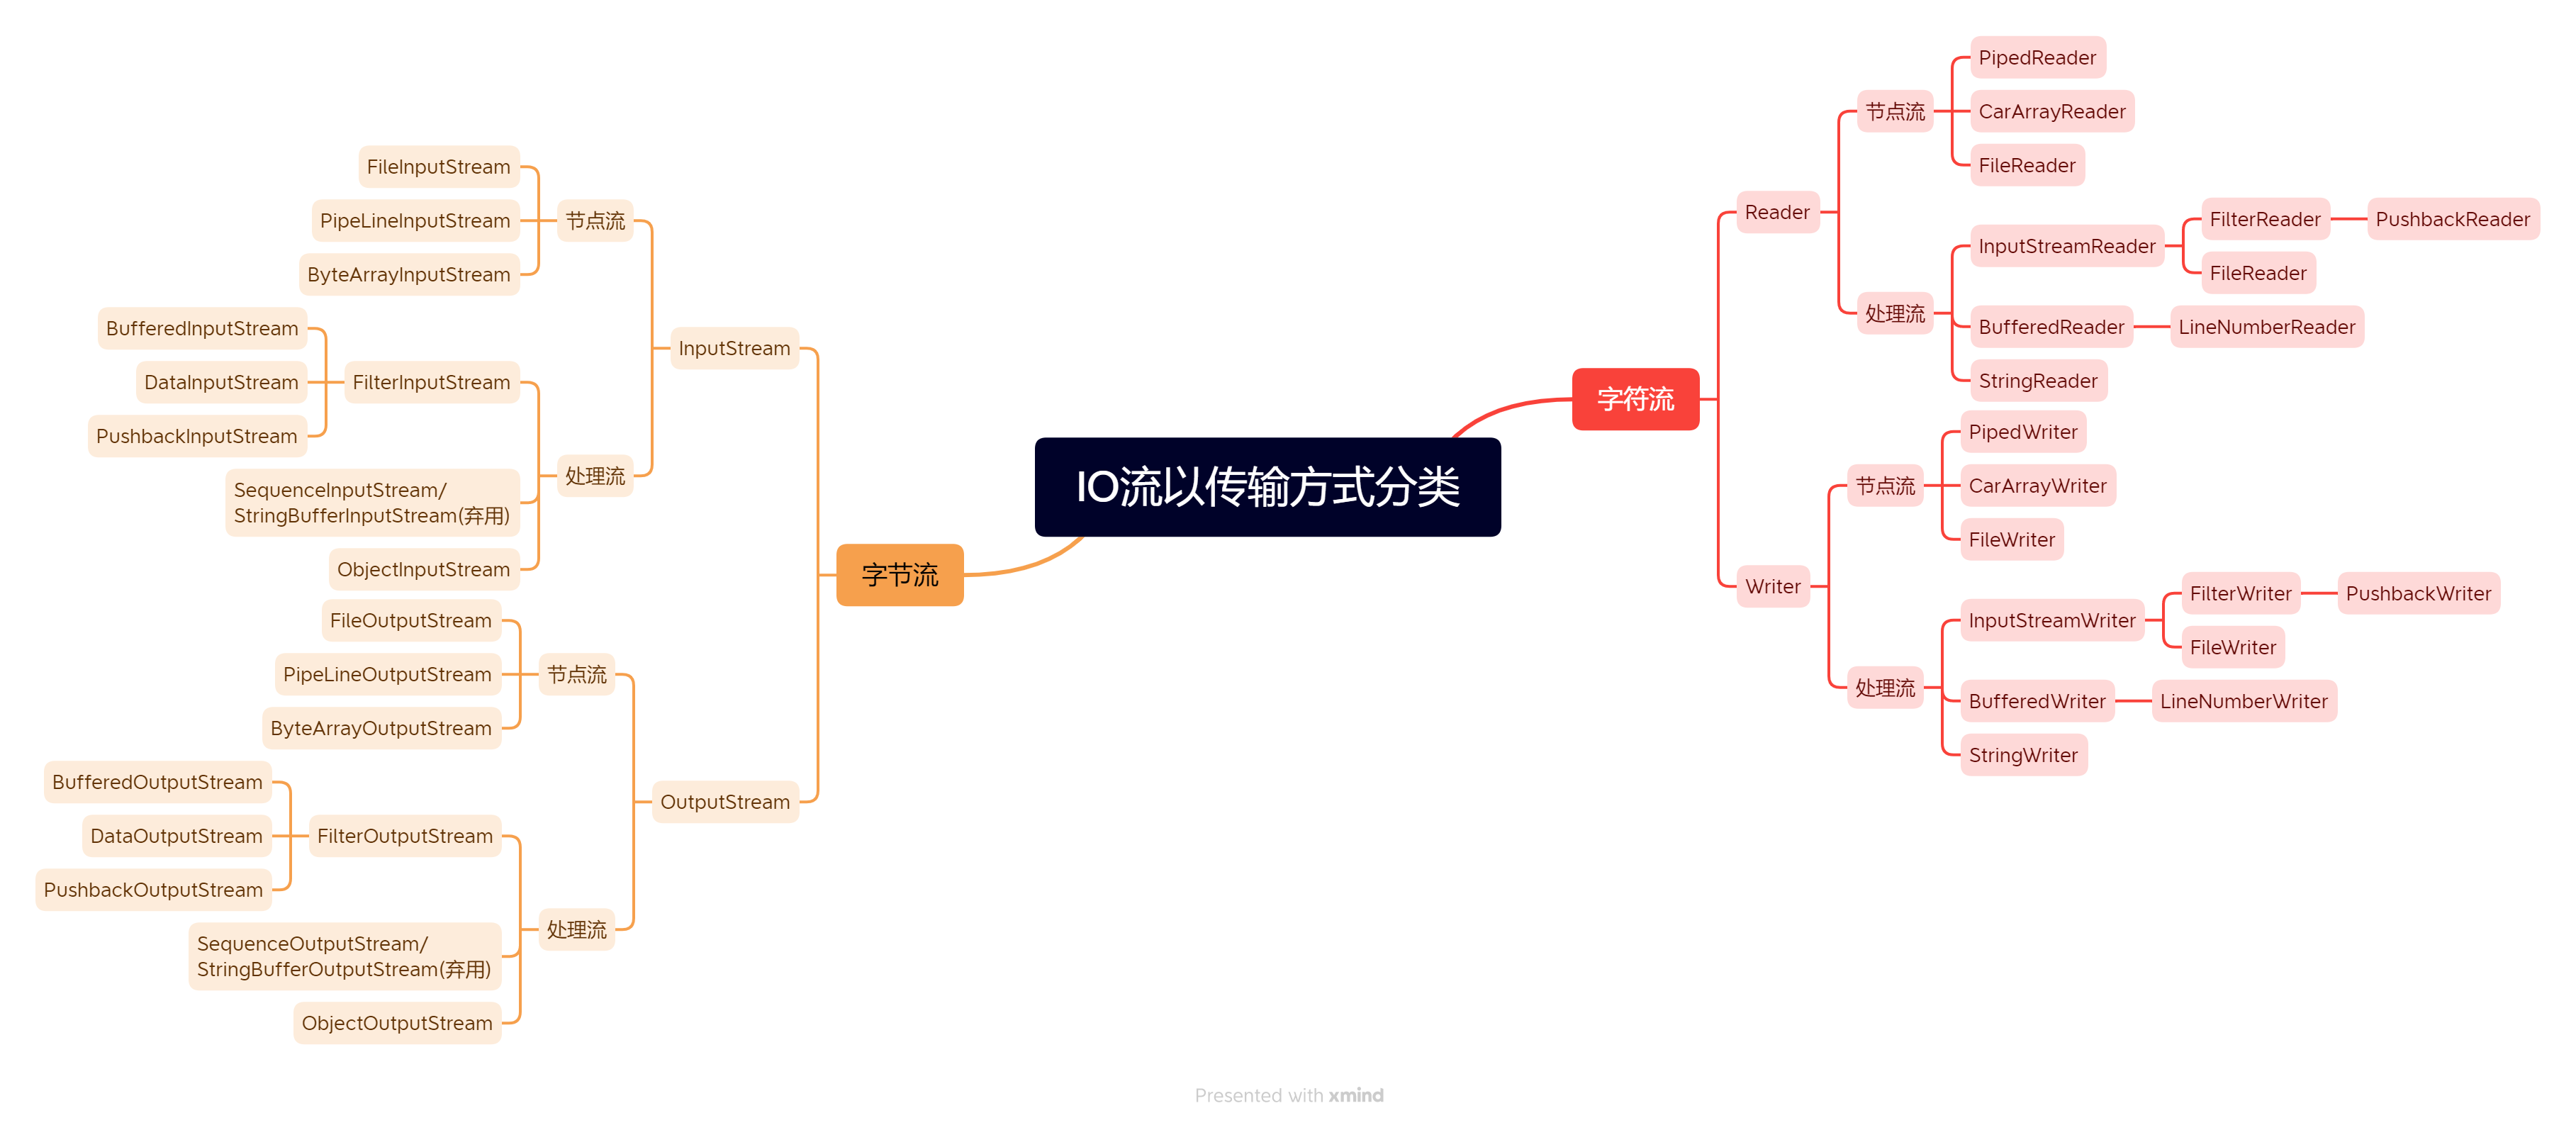 IO流以传输方式分类
字符流
Reader
节点流
PipedReader
CarArrayReader
FileReader
处理流
InputStreamReader
FilterReader
PushbackReader
FileReader
BufferedReader
LineNumberReader
StringReader
Writer
节点流
PipedWriter
CarArrayWriter
FileWriter
处理流
InputStreamWriter
FilterWriter
PushbackWriter
FileWriter
BufferedWriter
LineNumberWriter
StringWriter
字节流
InputStream
节点流
FileInputStream
PipeLineInputStream
ByteArrayInputStream
处理流
FilterInputStream
BufferedInputStream
DataInputStream
PushbackInputStream
SequenceInputStream/
StringBufferInputStream(弃用)
ObjectInputStream
OutputStream
节点流
FileOutputStream
PipeLineOutputStream
ByteArrayOutputStream
处理流
FilterOutputStream
BufferedOutputStream
DataOutputStream
PushbackOutputStream
SequenceOutputStream/
StringBufferOutputStream(弃用)
ObjectOutputStream
Presented with xmind